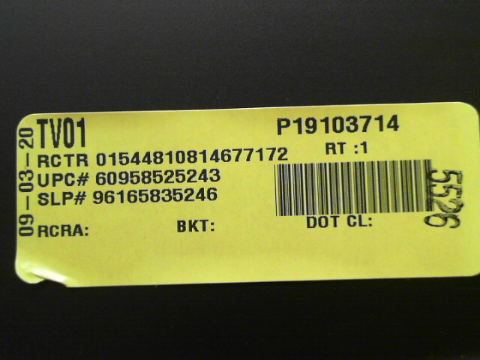 09-03-20
TV01
P19103714
RCTR 01544810814677172
RT :1
UPC# 60958525243
SLP# 96165835246
5526
RCRA:
BKT:
DOT CL: